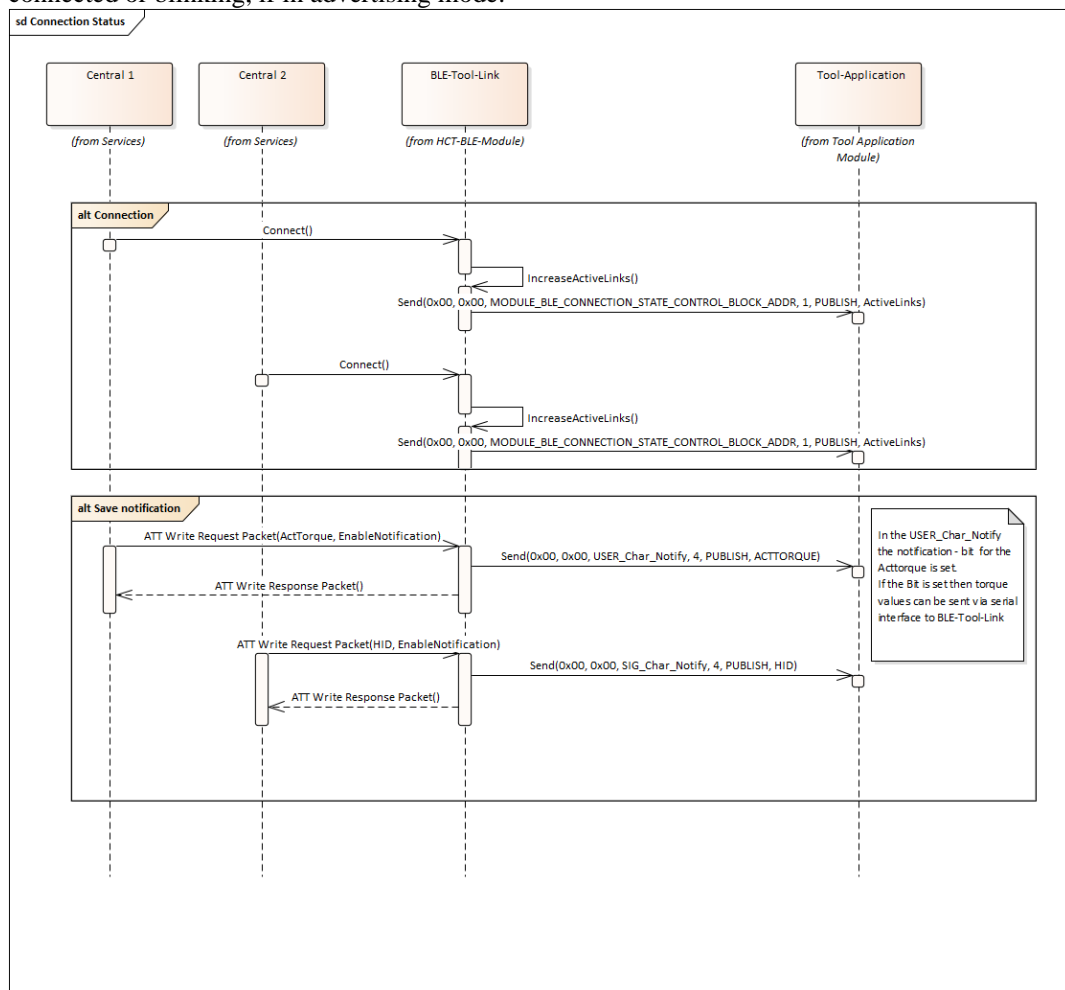 connected or blinking, if in advertising mode.
sd Connection Status
Central 1
Central 2
BLE-Tool-Link
Tool-Application
(from Services)
(from Services)
(from HCT-BLE-Module)
(from Tool Application
Module)
alt Connection
Connect()
IncreaseActiveLinks()
Send(0x00, 0x00, MODULE_BLE_CONNECTION_STATE_CONTROL_BLOCK_ADDR, 1, PUBLISH, ActiveLinks)
Connect()
IncreaseActiveLinks()
Send(0x00, 0x00, MODULE_BLE_CONNECTION_STATE_CONTROL_BLOCK_ADDR, 1, PUBLISH, ActiveLinks)
alt Save notification
ATT Write Request Packet(ActTorque, EnableNotification)
Send(0x00, 0x00, USER_Char_Notify, 4, PUBLISH, ACTTORQUE)
ATT Write Response Packet()
In the USER_Char_Notify
the notification - bit for the
Acttorque is set.
If the Bit is set then torque
values can be sent via serial
interface to BLE-Tool-Link
ATT Write Request Packet(HID, EnableNotification)
Send(0x00, 0x00, SIG_Char_Notify, 4, PUBLISH, HID)
ATT Write Response Packet()